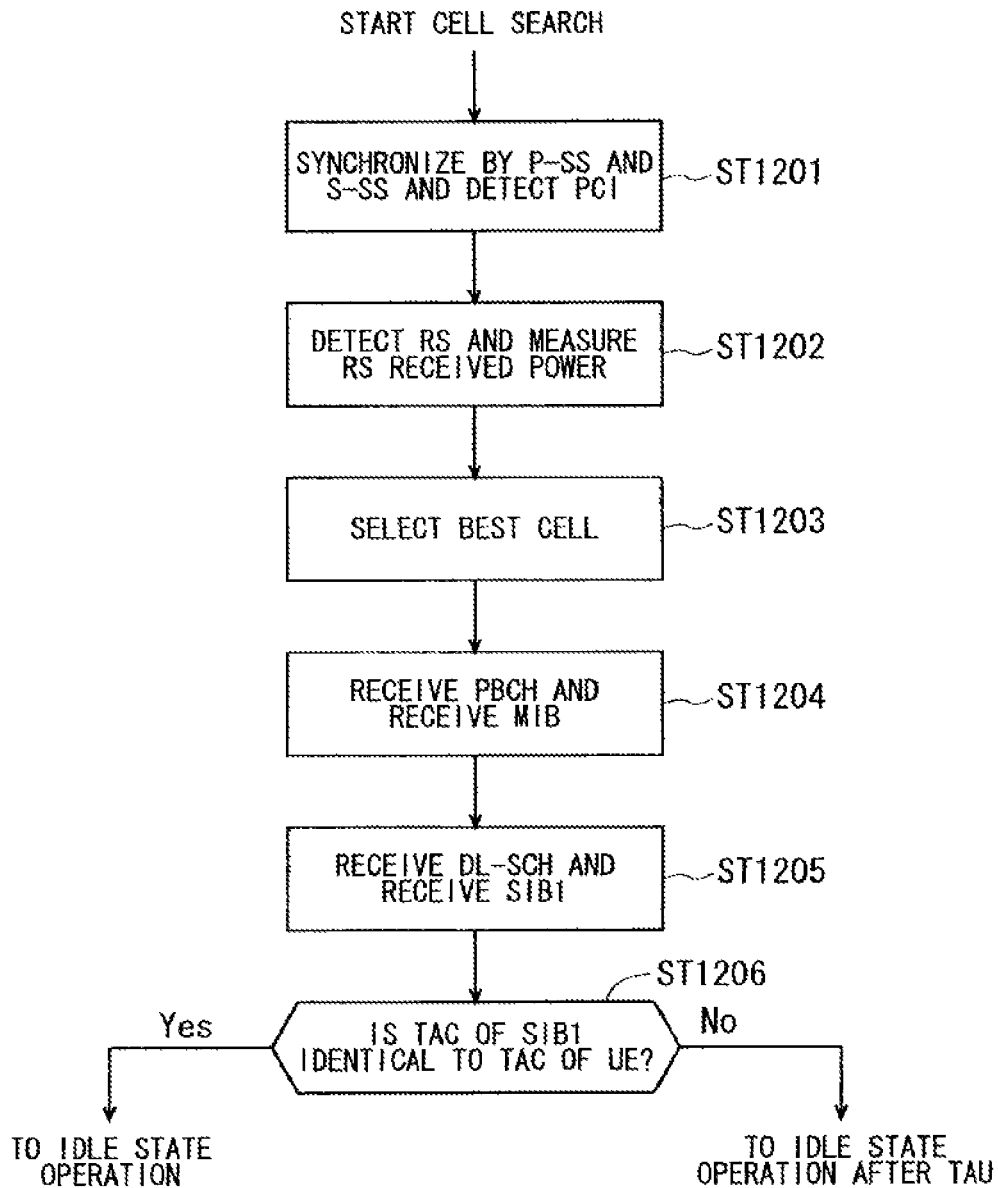 START CELL SEARCH
SYNCHRONIZE BY P-SS AND
S-SS AND DETECT PCI
ST1201
DETECT RS AND MEASURE
RS RECEIVED POWER
ST1202
SELECT BEST CELL
ST1203
RECEIVE PBCH AND
RECEIVE MIB
ST1204
RECEIVE DL-SCH AND
RECEIVE SIB1
ST1205
ST1206
Yes
IS TAC OF SIB1
IDENTICAL TO TAC OF UE?
No
TO IDLE STATE
OPERATION
TO IDLE STATE
OPERATION AFTER TAU